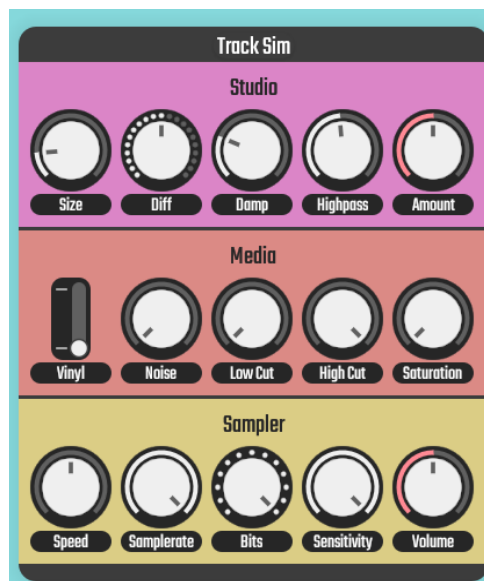 Track Sim
Studio
Size Diff Damp Highpass Amount
Media
Vinyl Noise Low Cut High Cut Saturation
Sampler
Speed Samplerate Bits Sensitivity Volume